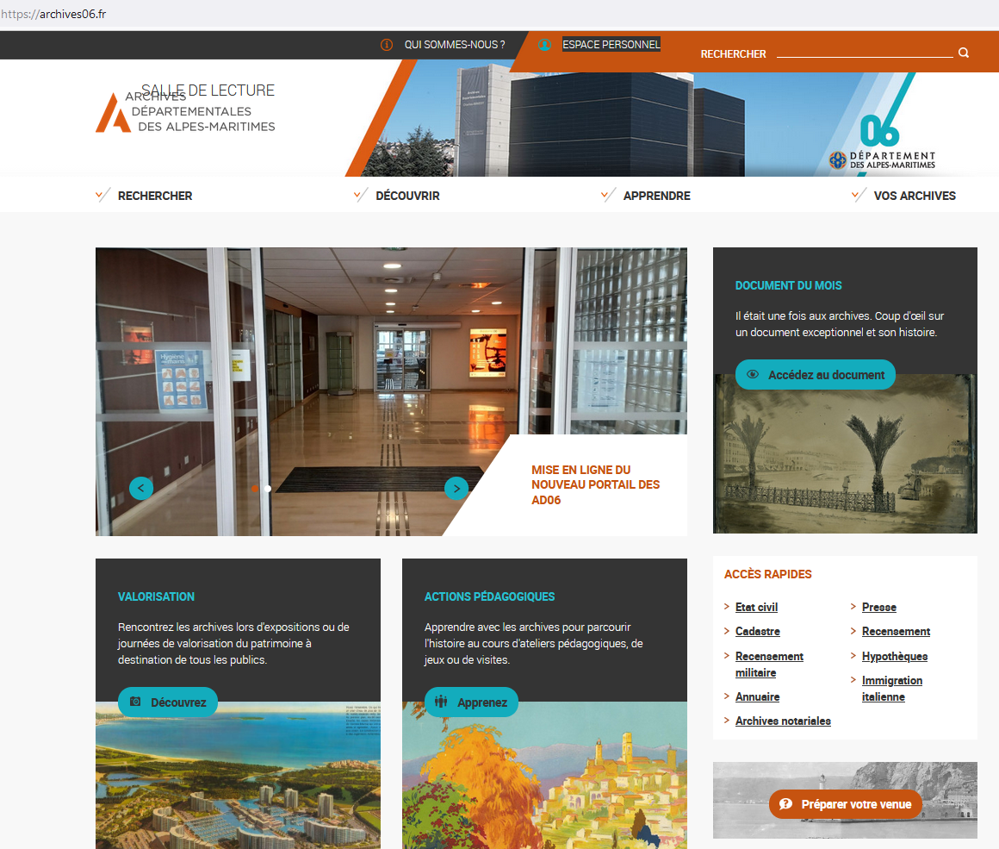 https://archives06.fr
QUI SOMMES-NOUS ?
ESPACE PERSONNEL
RECHERCHER
SALLE DE LECTURE
ARCHIVES
DÉPARTEMENTALES
DES ALPES-MARITIMES
06
DÉPARTEMENT
DES ALPES-MARITIMES
RECHERCHER
DÉCOUVRIR
APPRENDRE
VOS ARCHIVES
Hygiène
MISE EN LIGNE DU
NOUVEAU PORTAIL DES
AD06
DOCUMENT DU MOIS
Il était une fois aux archives. Coup d'œil sur
un document exceptionnel et son histoire.
Accédez au document
ACCÈS RAPIDES
Etat civil
Cadastre
Recensement
militaire
Annuaire
Archives notariales
Presse
Recensement
Hypothèques
Immigration
italienne
VALORISATION
Rencontrez les archives lors d'expositions ou de
journées de valorisation du patrimoine à
destination de tous les publics.
Découvrez
ACTIONS PÉDAGOGIQUES
Apprendre avec les archives pour parcourir
l'histoire au cours d'ateliers pédagogiques, de
jeux ou de visites.
Apprenez
Préparer votre venue